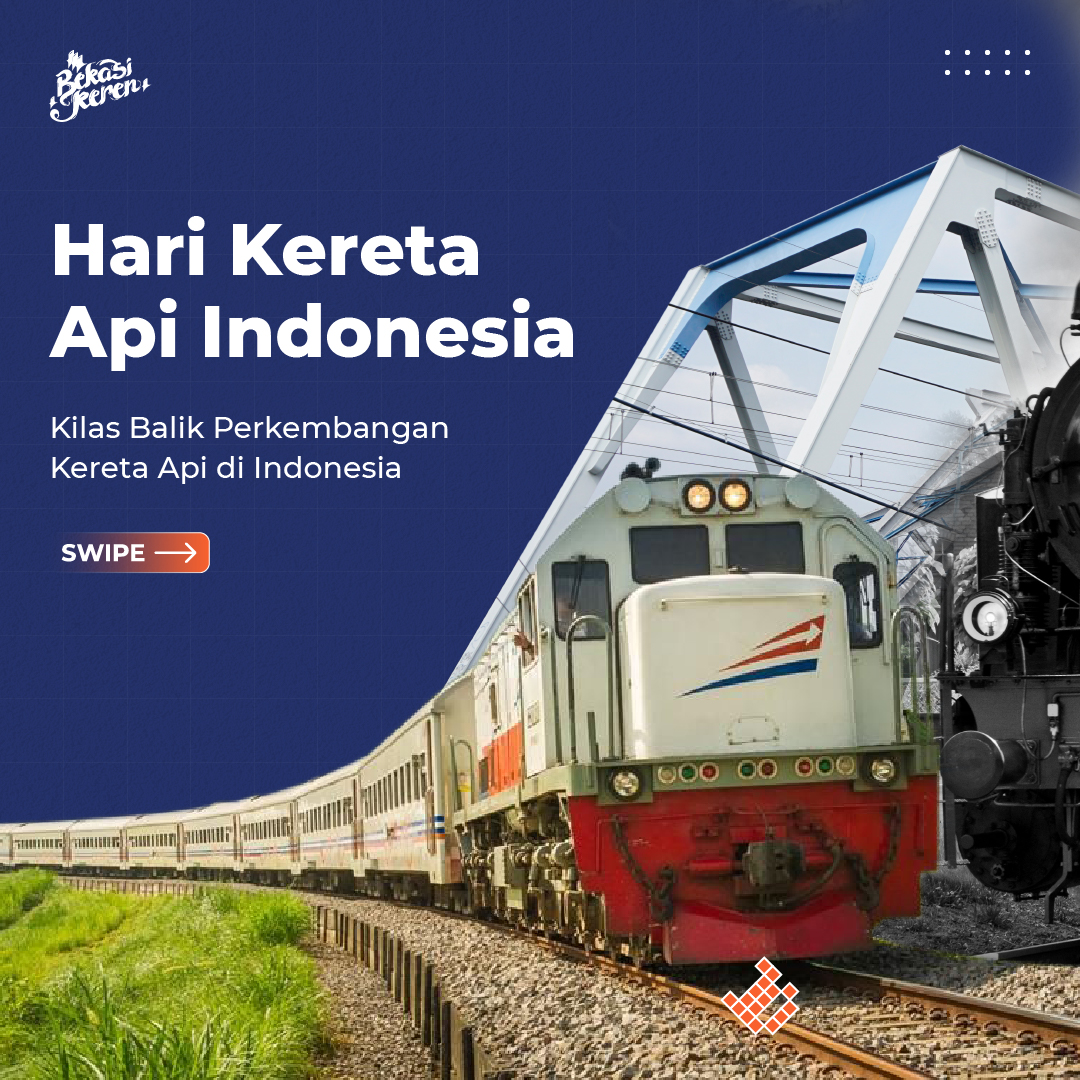 Bekasi
Keren
Hari Kereta
Api Indonesia
Kilas Balik Perkembangan
Kereta Api di Indonesia
SWIPE